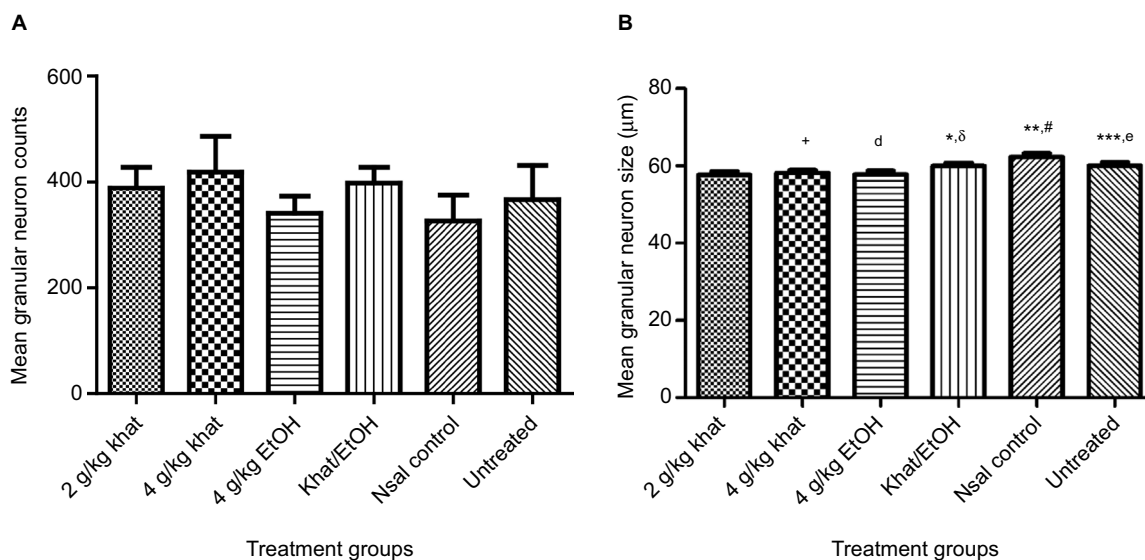 A
Mean granular neuron counts
600
400
200
0
2 g/kg khat
4 g/kg khat
4 g/kg EtOH
Khat/EtOH
Nsal control
Untreated
Treatment groups
B
Mean granular neuron size (μm)
80
60
40
20
0
+
d
*,δ
**,#
***,e
2 g/kg khat
4 g/kg khat
4 g/kg EtOH
Khat/EtOH
Nsal control
Untreated
Treatment groups